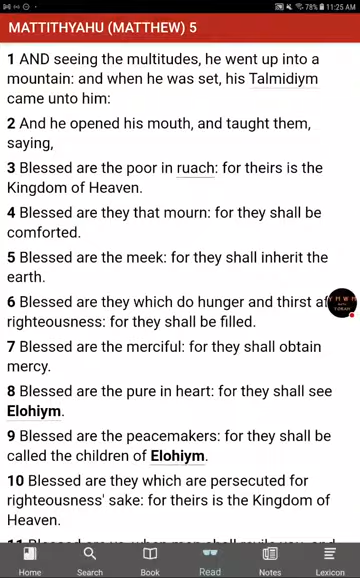 78% 11:25 AM
MATTITHYAHU (MATTHEW) 5
1 AND seeing the multitudes, he went up into a
mountain: and when he was set, his Talmidiym
came unto him:
2 And he opened his mouth, and taught them,
saying,
3 Blessed are the poor in ruach: for theirs is the
Kingdom of Heaven.
4 Blessed are they that mourn: for they shall be
comforted.
5 Blessed are the meek: for they shall inherit the
earth.
6 Blessed are they which do hunger and thirst af
righteousness: for they shall be filled.
7 Blessed are the merciful: for they shall obtain
mercy.
8 Blessed are the pure in heart: for they shall see
Elohiym.
9 Blessed are the peacemakers: for they shall be
called the children of Elohiym.
10 Blessed are they which are persecuted for
righteousness' sake: for theirs is the Kingdom of
Heaven.
Home Search Book Read Notes Lexicon